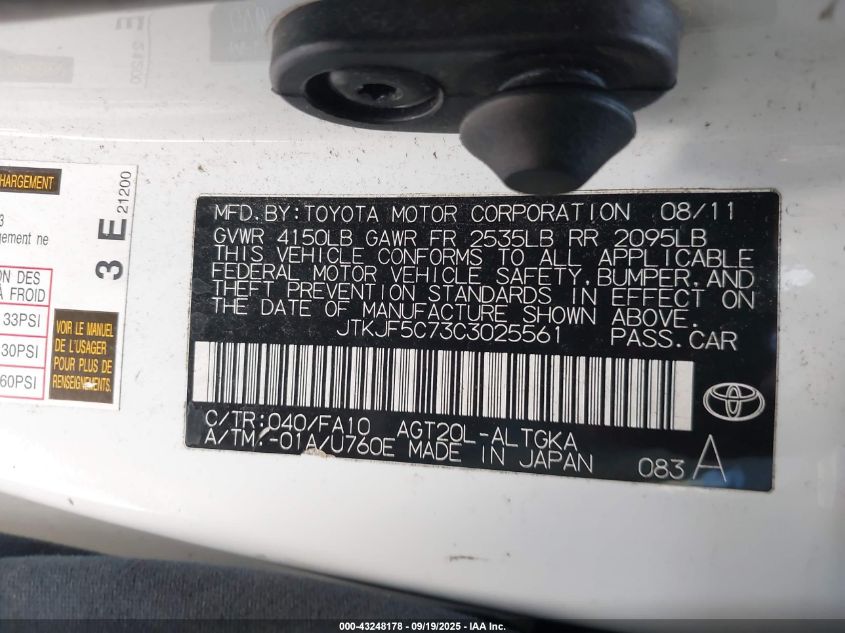 HARGEMENT
3
gement ne
ION DES
À FROID
33PSI
30PSI
60PSI
VOIR LE MANUEL
DE L'USAGER
POUR PLUS DE
RENSEIGNEMENTS.
3 E 21200
MFD. BY: TOYOTA MOTOR CORPORATION 08/11
GVWR 4150LB GAWR FR 2535LB RR 2095LB
THIS VEHICLE CONFORMS TO ALL APPLICABLE
FEDERAL MOTOR VEHICLE SAFETY, BUMPER, AND
THEFT PREVENTION STANDARDS IN EFFECT ON
THE DATE OF MANUFACTURE SHOWN ABOVE.
JTKJF5C73C3025561 PASS. CAR
C/TR: 040/FA10 AGT20L-ALTGKA
A/TM: -01A/U760E MADE IN JAPAN 083 A
000-43248178 - 09/19/2025 - IAA Inc.